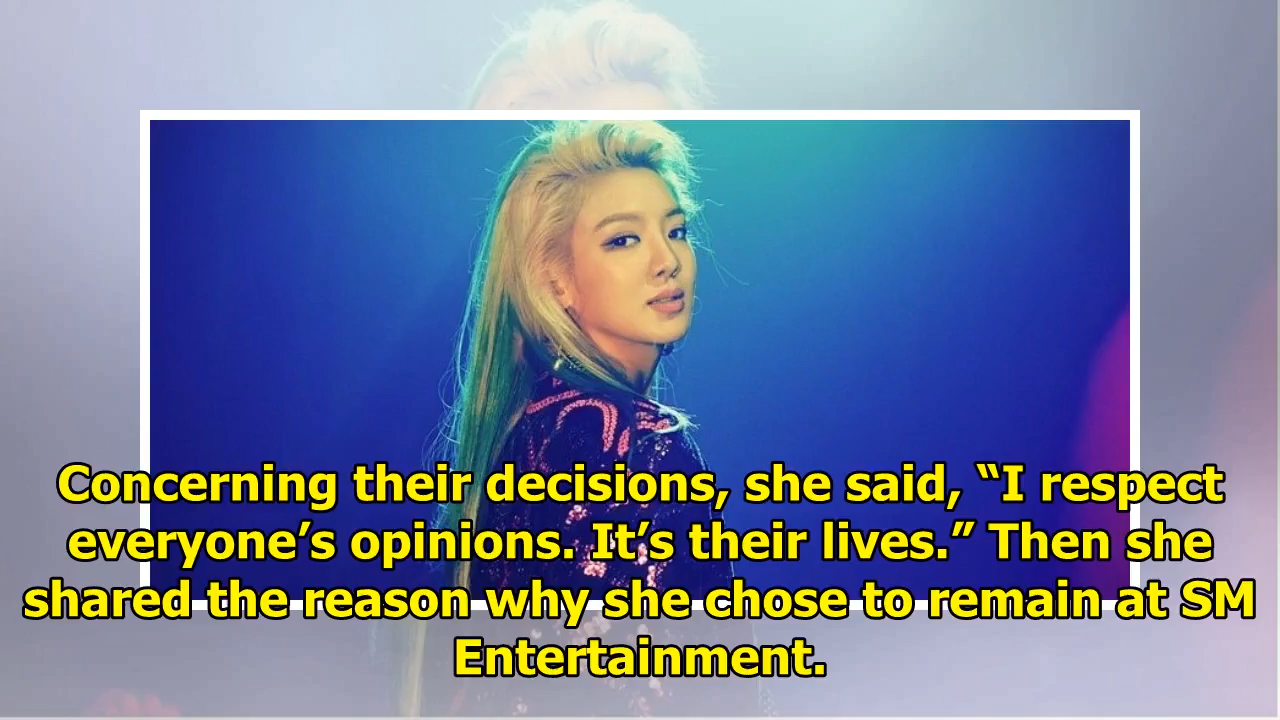 Concerning their decisions, she said, “I respect
everyone’s opinions. It’s their lives.” Then she
shared the reason why she chose to remain at SM
Entertainment.